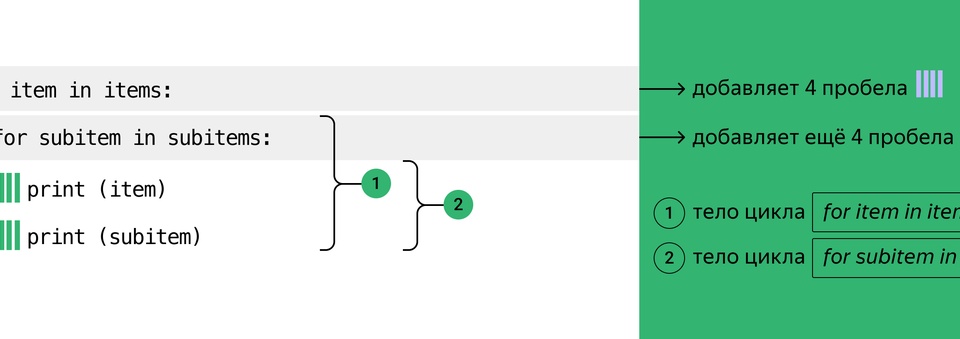 item in items:
for subitem in subitems:
print (item)
print (subitem)
1
2
добавляет 4 пробела
добавляет ещё 4 пробела
1 тело цикла for item in
2 тело цикла for subitem in